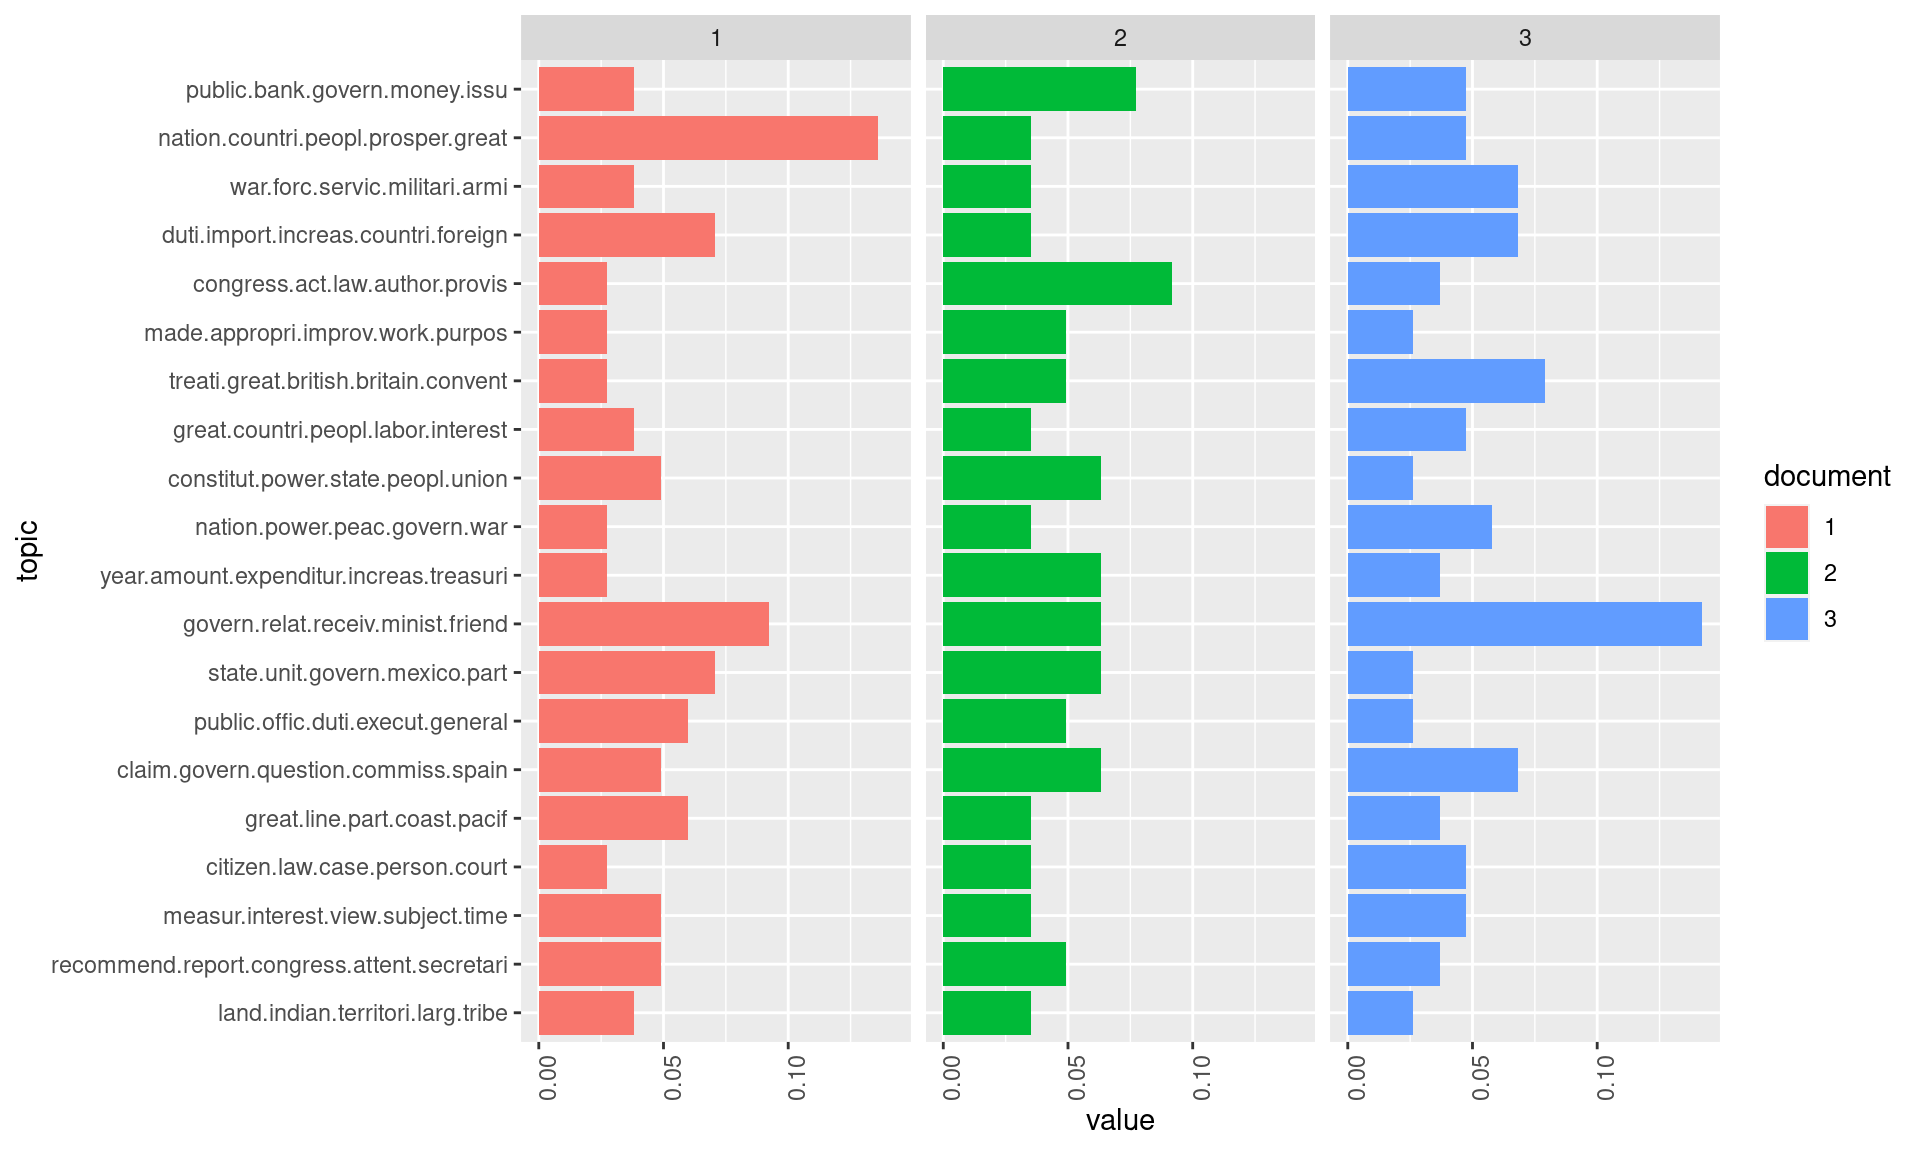 1 2 3
public.bank.govern.money.issu
nation.countri.peopl.prosper.great
war.forc.servic.militari.armi
duti.import.increas.countri.foreign
congress.act.law.author.provis
made.appropri.improv.work.purpos
treati.great.british.britain.convent
great.countri.peopl.labor.interest
constitut.power.state.peopl.union
nation.power.peac.govern.war
year.amount.expenditur.increas.treasuri
govern.relat.receiv.minist.friend
state.unit.govern.mexico.part
public.offic.duti.execut.general
claim.govern.question.commiss.spain
great.line.part.coast.pacif
citizen.law.case.person.court
measur.interest.view.subject.time
recommend.report.congress.attent.secretari
land.indian.territori.larg.tribe
topic
0.00 0.05 0.10 0.00 0.05 0.10 0.00 0.05 0.10
value
document
1
2
3